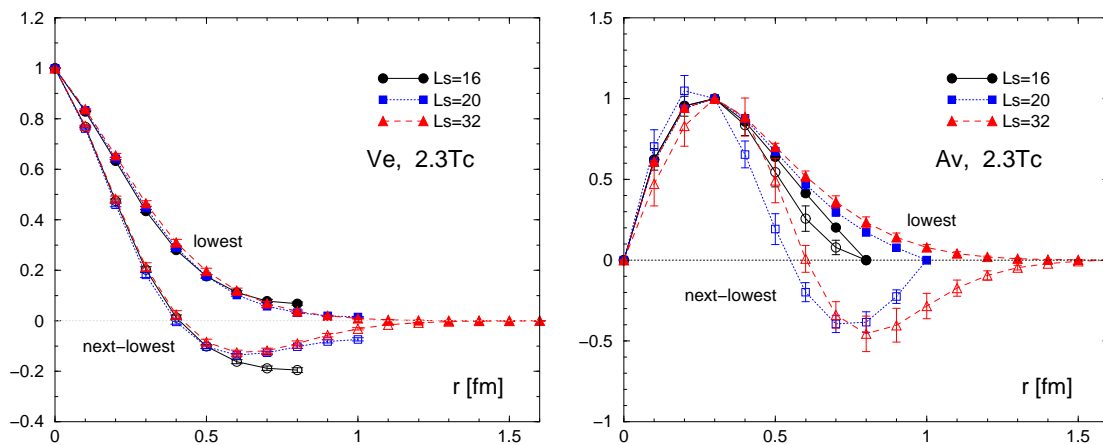 1.2
1
0.8
0.6
0.4
0.2
0
−0.2
−0.4
0
0.5
1
1.5
Ls=16
Ls=20
Ls=32
Ve, 2.3Tc
lowest
next−lowest
r [fm]
1.5
1
0.5
0
−0.5
−1
0
0.5
1
1.5
Ls=16
Ls=20
Ls=32
Av, 2.3Tc
lowest
next−lowest
r [fm]